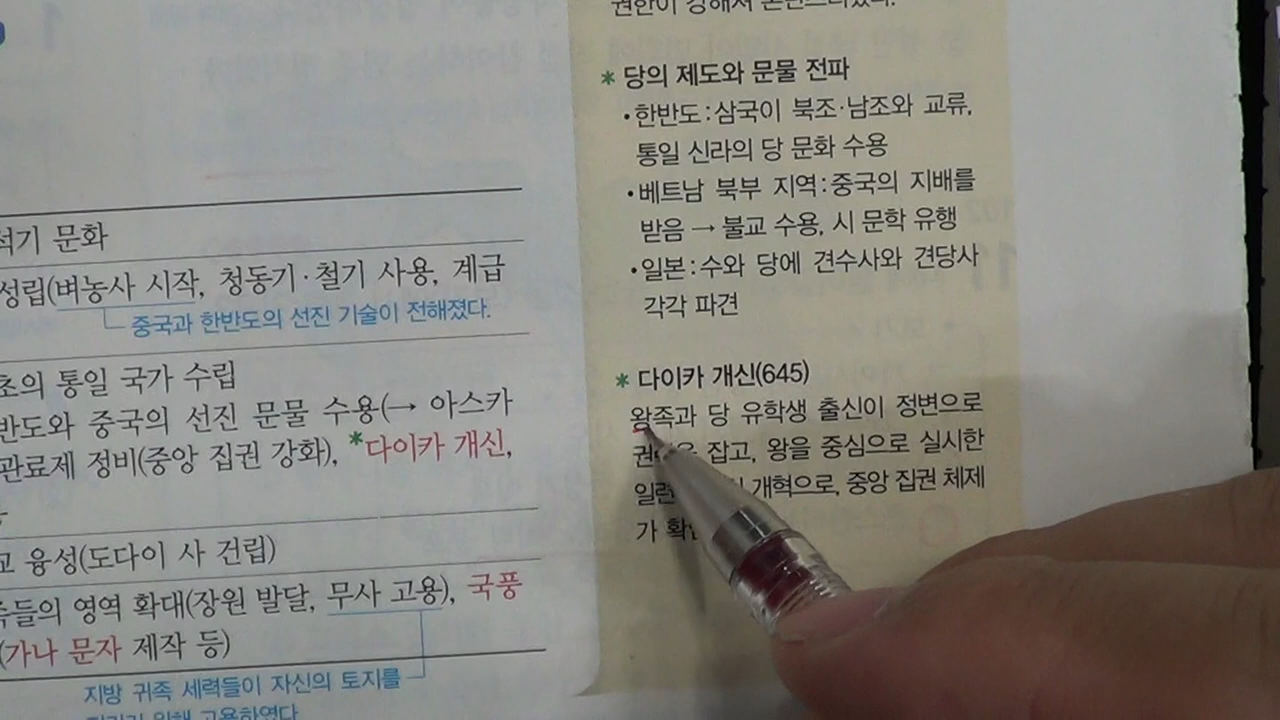 석기 문화
성립(벼농사 시작, 청동기·철기 사용, 계급
중국과 한반도의 선진 기술이 전해졌다.
초의 통일 국가 수립
반도와 중국의 선진 문물 수용(→ 아스카
관료제 정비(중앙 집권 강화), *다이카 개신,
교 융성(도다이 사 건립)
족들의 영역 확대(장원 발달, 무사 고용), 국풍
(가나 문자 제작 등)
지방 귀족 세력들이 자신의 토지를
* 당의 제도와 문물 전파
•한반도:삼국이 북조·남조와 교류,
통일 신라의 당 문화 수용
•베트남 북부 지역:중국의 지배를
받음 → 불교 수용, 시 문학 유행
•일본:수와 당에 견수사와 견당사
각각 파견
* 다이카 개신(645)
왕족과 당 유학생 출신이 정변으로
잡고, 왕을 중심으로 실시한
개혁으로, 중앙 집권 체제
가